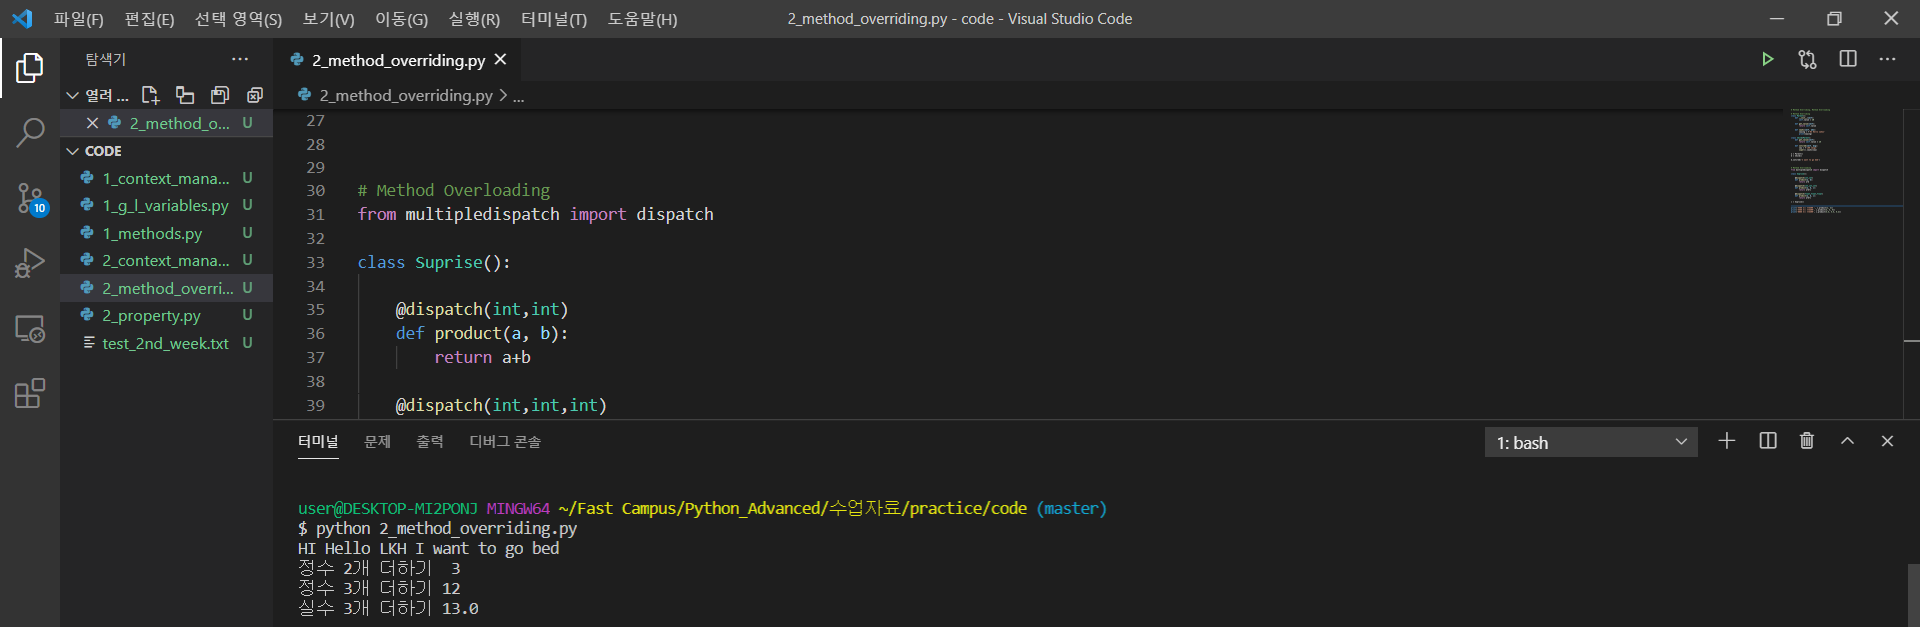 파일(F) 편집(E) 선택 영역(S) 보기(V) 이동(G) 실행(R) 터미널(T) 도움말(H) 2_method_overriding.py - code - Visual Studio Code
탐색기 ...
2_method_overriding.py
열려 ...
2_method_overriding.py > ...
2_method_o... U
CODE
1_context_mana... U
1_g_l_variables.py U
1_methods.py U
2_context_mana... U
2_method_overri... U
2_property.py U
test_2nd_week.txt U
10
27
28
29
30 # Method Overloading
31 from multipledispatch import dispatch
32
33 class Suprise():
34
35 @dispatch(int,int)
36 def product(a, b):
37 return a+b
38
39 @dispatch(int,int,int)
터미널 문제 출력 디버그 콘솔 1: bash
user@DESKTOP-MI2PONJ MINGW64 ~/Fast Campus/Python_Advanced/수업자료/practice/code (master)
$ python 2_method_overriding.py
HI Hello LKH I want to go bed
정수 2개 더하기  3
정수 3개 더하기 12
실수 3개 더하기 13.0